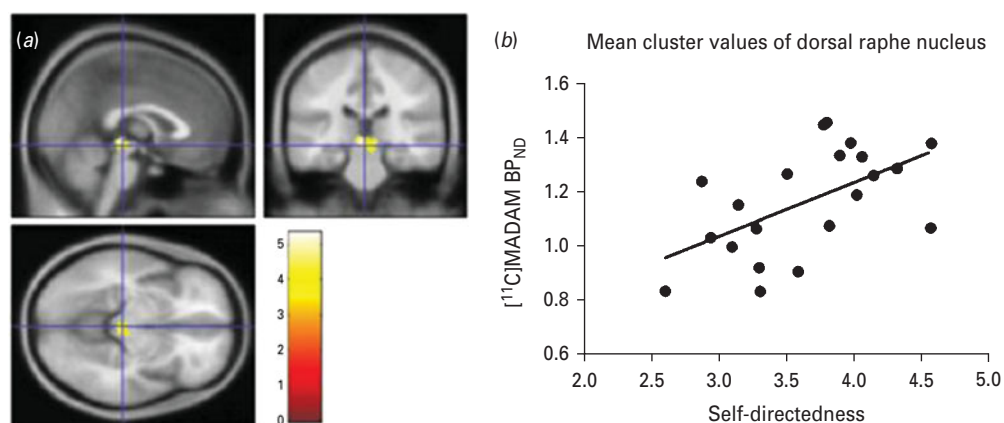 (a)
5
4
3
2
1
0
(b)
Mean cluster values of dorsal raphe nucleus
[¹¹C]MADAM BP_ND
1.6
1.4
1.2
1.0
0.8
0.6
2.0 2.5 3.0 3.5 4.0 4.5 5.0
Self-directedness